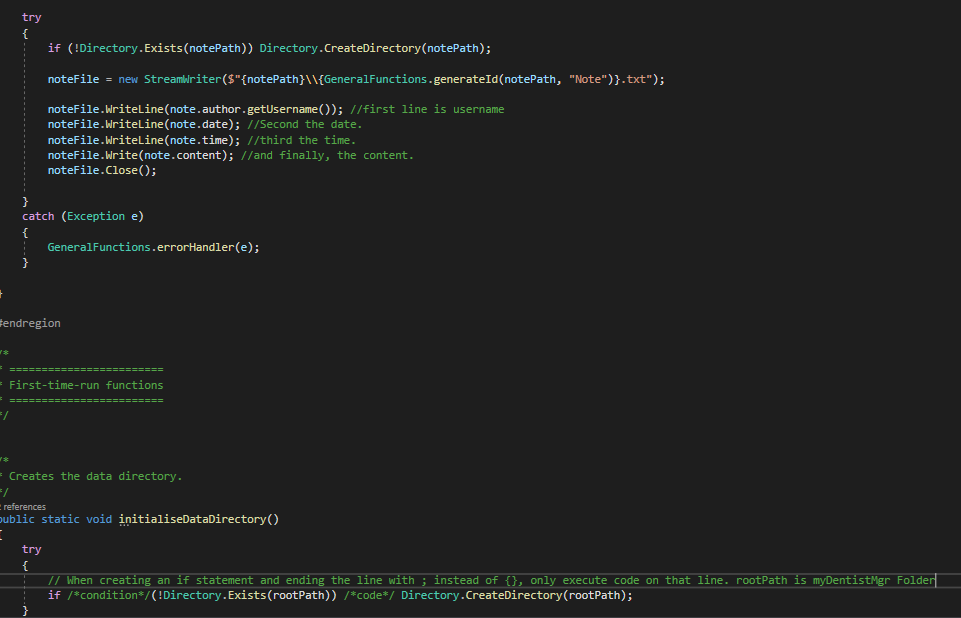 try
{
if (!Directory.Exists(notePath)) Directory.CreateDirectory(notePath);
noteFile = new StreamWriter($"{notePath}\\{GeneralFunctions.generateId(notePath, "Note")}.txt");
noteFile.WriteLine(note.author.getUsername()); //first line is username
noteFile.WriteLine(note.date); //Second the date.
noteFile.WriteLine(note.time); //third the time.
noteFile.Write(note.content); //and finally, the content.
noteFile.Close();
}
catch (Exception e)
{
GeneralFunctions.errorHandler(e);
}
}
#endregion
/*
* ========================
* First-time-run functions
* ========================
*/
/*
* Creates the data directory.
*/
references
public static void initialiseDataDirectory()
{
try
{
// When creating an if statement and ending the line with ; instead of {}, only execute code on that line. rootPath is myDentistMgr Folder
if /*condition*/(!Directory.Exists(rootPath)) /*code*/ Directory.CreateDirectory(rootPath);
}